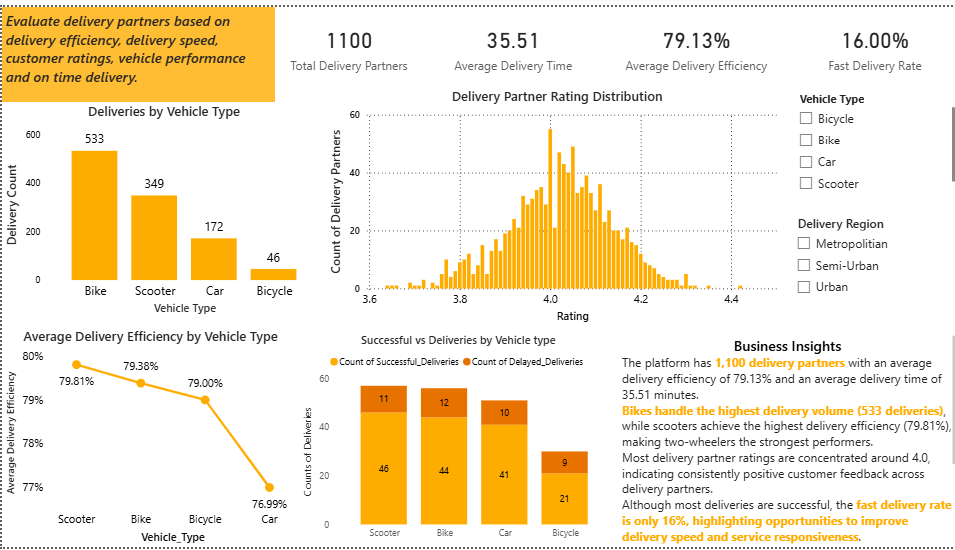 Evaluate delivery partners based on
delivery efficiency, delivery speed,
customer ratings, vehicle performance
and on time delivery.
1100
Total Delivery Partners
35.51
Average Delivery Time
79.13%
Average Delivery Efficiency
16.00%
Fast Delivery Rate
Deliveries by Vehicle Type
Delivery Count
600
400
200
0
533
349
172
46
Bike
Scooter
Car
Bicycle
Vehicle Type
Delivery Partner Rating Distribution
Count of Delivery Partners
60
40
20
0
3.6
3.8
4.0
4.2
4.4
Rating
Vehicle Type
Bicycle
Bike
Car
Scooter
Delivery Region
Metropolitian
Semi-Urban
Urban
Average Delivery Efficiency by Vehicle Type
Average Delivery Efficiency
80%
79%
78%
77%
79.81%
79.38%
79.00%
76.99%
Scooter
Bike
Bicycle
Car
Vehicle_Type
Successful vs Deliveries by Vehicle type
Count of Successful_Deliveries
Count of Delayed_Deliveries
Counts of Deliveries
60
40
20
0
11
46
12
44
10
41
9
21
Scooter
Bike
Car
Bicycle
Business Insights
The platform has 1,100 delivery partners with an average
delivery efficiency of 79.13% and an average delivery time of
35.51 minutes.
Bikes handle the highest delivery volume (533 deliveries),
while scooters achieve the highest delivery efficiency (79.81%),
making two-wheelers the strongest performers.
Most delivery partner ratings are concentrated around 4.0,
indicating consistently positive customer feedback across
delivery partners.
Although most deliveries are successful, the fast delivery rate
is only 16%, highlighting opportunities to improve
delivery speed and service responsiveness.